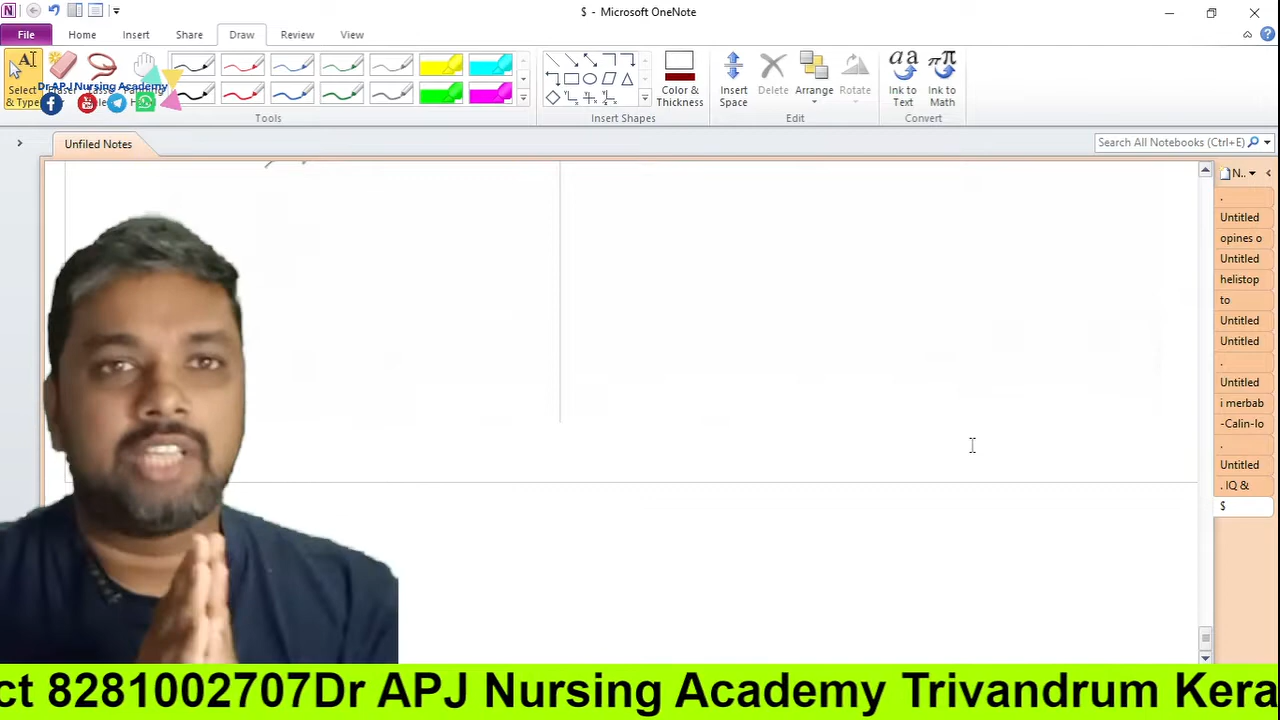 $ - Microsoft OneNote
File Home Insert Share Draw Review View
Select & Type
Dr APJ Nursing Academy
Color & Thickness
Insert Space
Delete
Arrange
Rotate
Ink to Text
Ink to Math
Tools Insert Shapes Edit Convert
Unfiled Notes
Search All Notebooks (Ctrl+E)
N..
.
Untitled
opines o
Untitled
helistop
to
Untitled
Untitled
.
Untitled
i merbab
-Calin-lo
.
Untitled
. IQ &
$
ct 8281002707Dr APJ Nursing Academy Trivandrum Kera